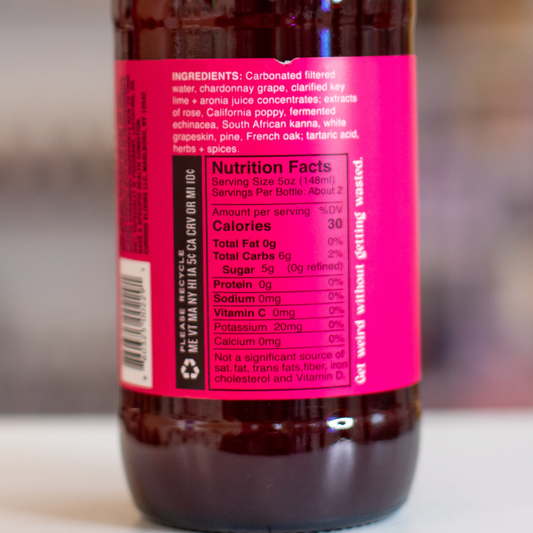 INGREDIENTS: Carbonated filtered
water, chardonnay grape, clarified key
lime + aronia juice concentrates; extracts
of rose, California poppy, fermented
echinacea, South African kanna, white
grapeskin, pine, French oak; tartaric acid,
herbs + spices.
PLEASE RECYCLE
ME VT MA NY HI IA 5¢ CA CRV OR MI 10¢
Nutrition Facts
Serving Size 5oz (148ml)
Servings Per Bottle: About 2
Amount per serving %DV
Calories 30
Total Fat 0g 0%
Total Carbs 6g 2%
Sugar 5g (0g refined)
Protein 0g 0%
Sodium 0mg 0%
Vitamin C 0mg 0%
Potassium 20mg 0%
Calcium 0mg 0%
Not a significant source of
sat.fat, trans fats,fiber, iron
cholesterol and Vitamin D.
Get weird without getting wasted.